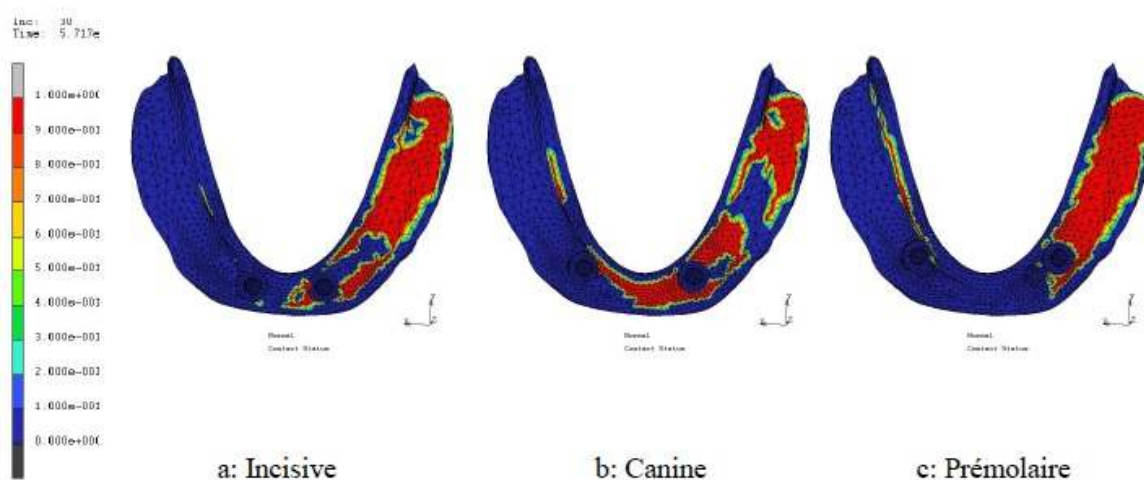 Inc: 30
Time: 5.717e
1.000e+00(
9.000e-001
8.000e-001
7.000e-001
6.000e-001
5.000e-001
4.000e-001
3.000e-001
2.000e-001
1.000e-001
0.000e+00(
Normal
Contact Status
Normal
Contact Status
Normal
Contact Status
a: Incisive
b: Canine
c: Prémolaire